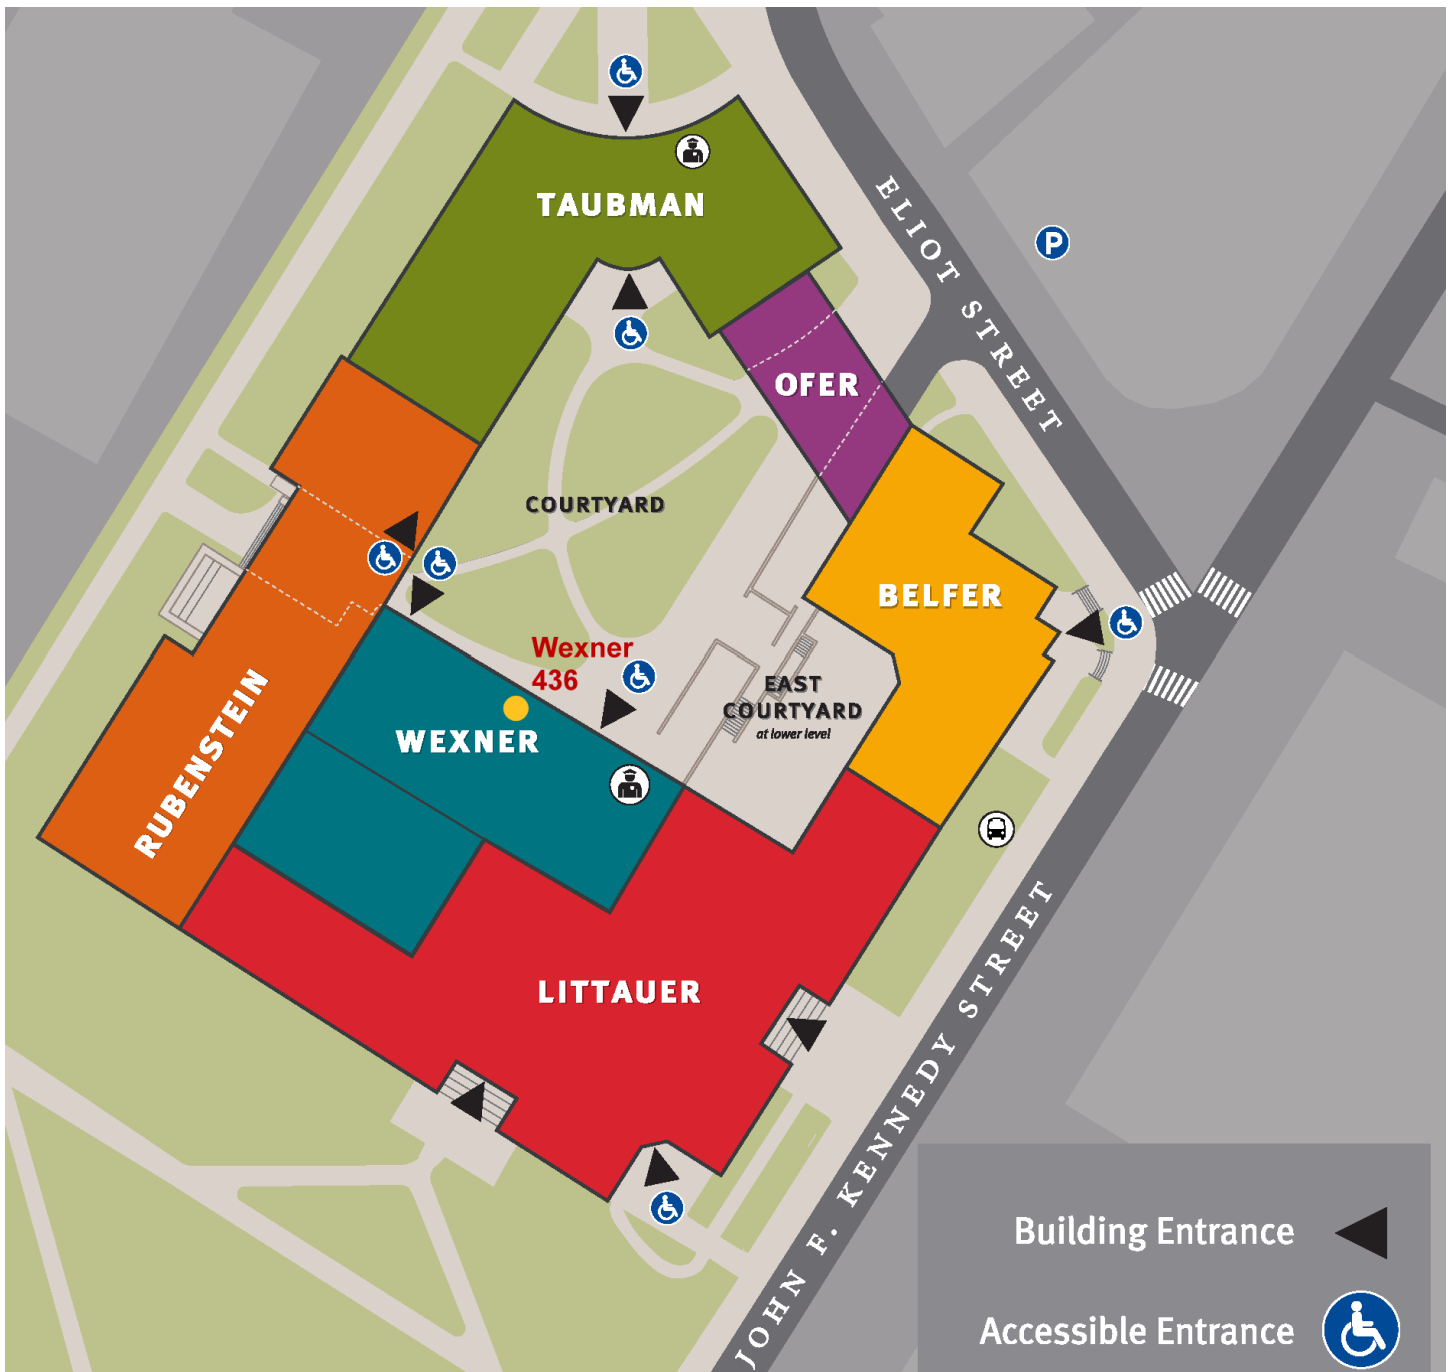 TAUBMAN
ELIOT STREET
P
OFER
COURTYARD
BELFER
Wexner
436
EAST
COURTYARD
at lower level
WEXNER
RUBENSTEIN
LITTAUER
JOHN F. KENNEDY STREET
Building Entrance
Accessible Entrance